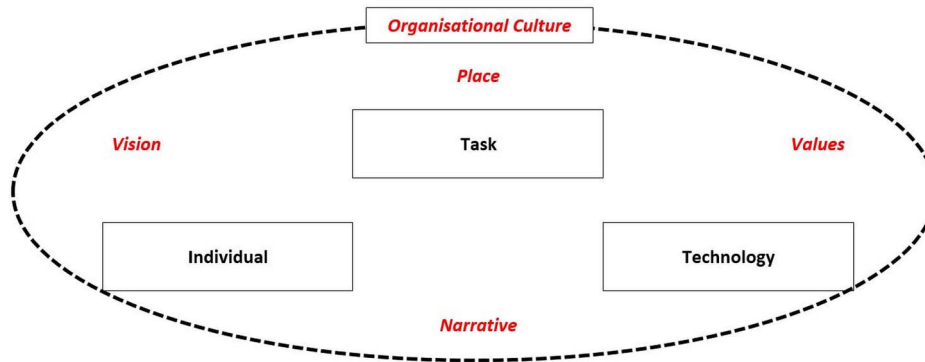 Organisational Culture
Place
Vision
Task
Values
Individual
Technology
Narrative